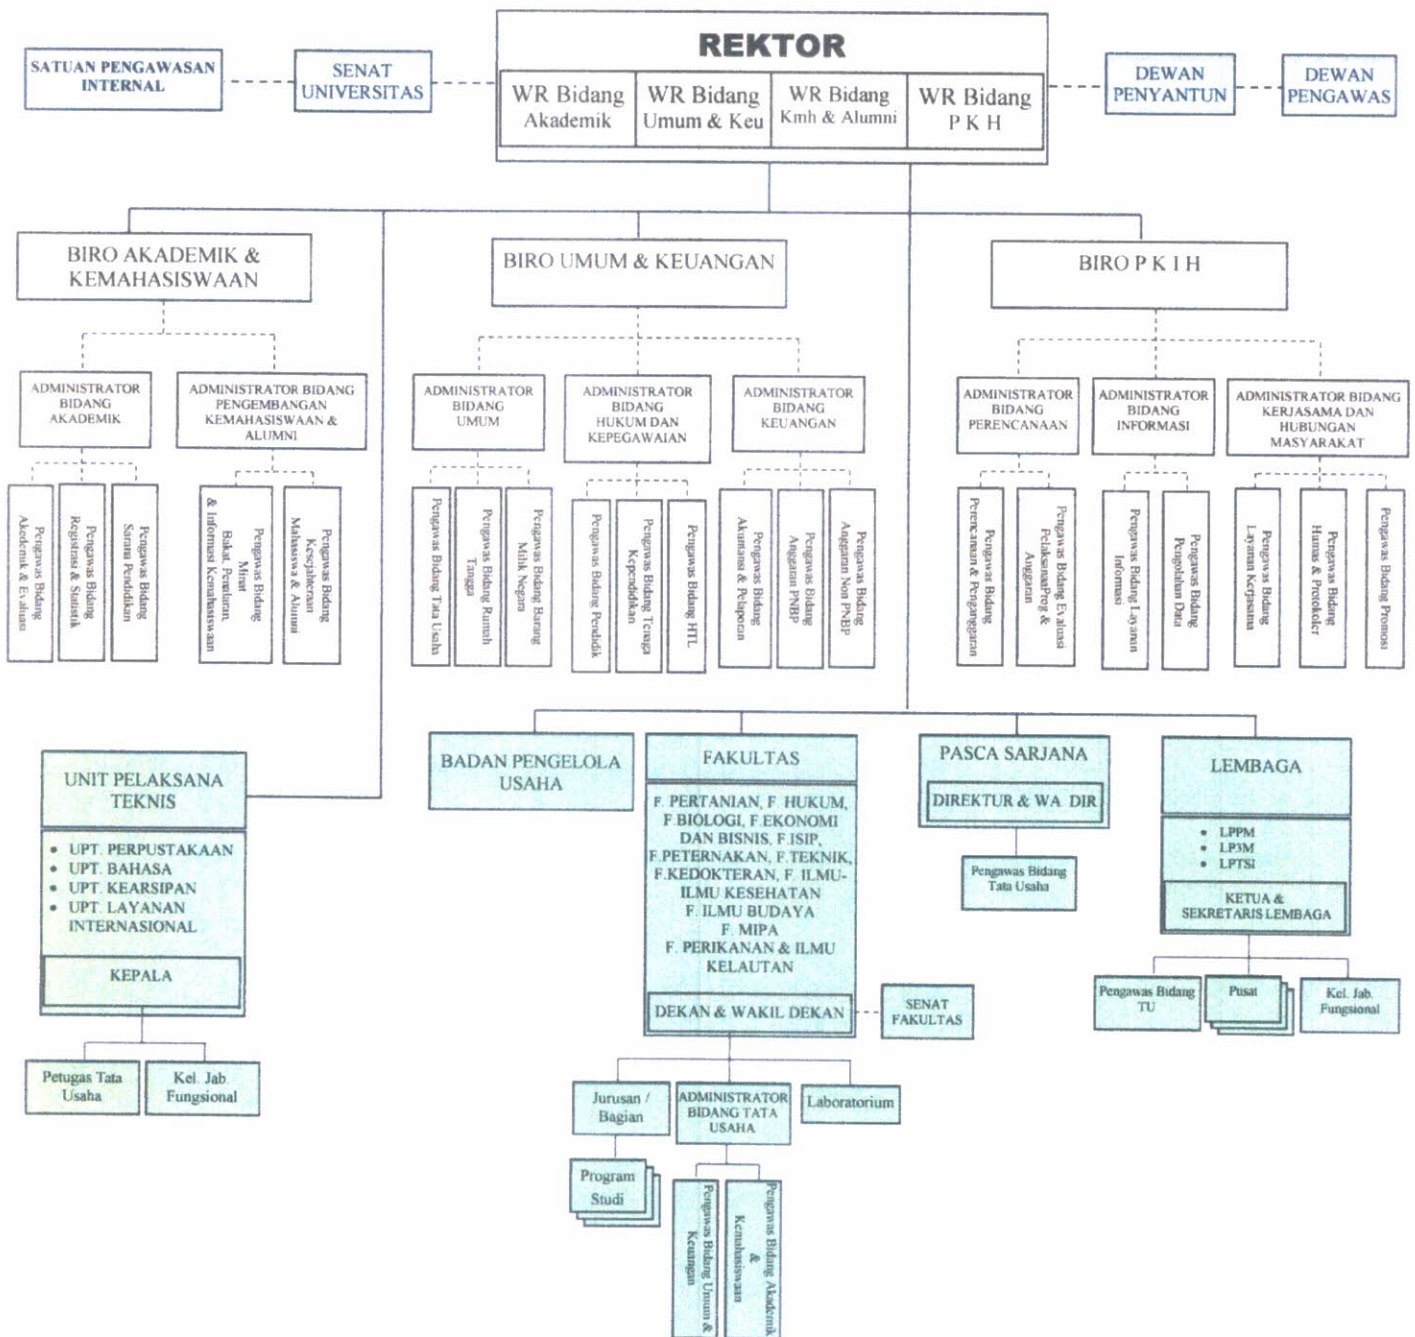 REKTOR
SATUAN PENGAWASAN
INTERNAL
SENAT
UNIVERSITAS
WR Bidang
Akademik
WR Bidang
Umum & Keu
WR Bidang
Kmh & Alumni
WR Bidang
P K H
DEWAN
PENYANTUN
DEWAN
PENGAWAS
BIRO AKADEMIK &
KEMAHASISWAAN
BIRO UMUM & KEUANGAN
BIRO P K I H
ADMINISTRATOR
BIDANG
AKADEMIK
ADMINISTRATOR BIDANG
PENGEMBANGAN
KEMAHASISWAAN &
ALUMNI
ADMINISTRATOR
BIDANG
UMUM
ADMINISTRATOR
BIDANG
HUKUM DAN
KEPEGAWAIAN
ADMINISTRATOR
BIDANG
KEUANGAN
ADMINISTRATOR
BIDANG
PERENCANAAN
ADMINISTRATOR
BIDANG
INFORMASI
ADMINISTRATOR BIDANG
KERJASAMA DAN
HUBUNGAN
MASYARAKAT
Pengawas Bidang
Akademik & Evaluasi
Pengawas Bidang
Registrasi & Statistik
Pengawas Bidang
Sarana Pendidikan
Pengawas Bidang
Minat
Bakat, Penalaran,
& Informasi Kemahasiswaan
Pengawas Bidang
Kesejahteraan
Mahasiswa & Alumni
Pengawas Bidang Tata Usaha
Pengawas Bidang Rumah
Tangga
Pengawas Bidang Barang
Milik Negara
Pengawas Bidang Pendidik
Pengawas Bidang Tenaga
Kependidikan
Pengawas Bidang HTL
Pengawas Bidang
Akuntansi & Pelaporan
Pengawas Bidang
Anggaran PNBP
Pengawas Bidang
Anggaran Non PNBP
Pengawas Bidang
Perencanaan & Penganggaran
Pengawas Bidang Evaluasi
PelaksanaaProg &
Anggaran
Pengawas Bidang Layanan
Informasi
Pengawas Bidang
Pengolahan Data
Pengawas Bidang
Layanan Kerjasama
Pengawas Bidang
Humas & Protokoler
Pengawas Bidang Promosi
UNIT PELAKSANA
TEKNIS
• UPT. PERPUSTAKAAN
• UPT. BAHASA
• UPT. KEARSIPAN
• UPT. LAYANAN
INTERNASIONAL
KEPALA
Petugas Tata
Usaha
Kel. Jab.
Fungsional
BADAN PENGELOLA
USAHA
FAKULTAS
F. PERTANIAN, F. HUKUM,
F.BIOLOGI, F.EKONOMI
DAN BISNIS, F.ISIP,
F.PETERNAKAN, F.TEKNIK,
F.KEDOKTERAN, F. ILMU-
ILMU KESEHATAN
F. ILMU BUDAYA
F. MIPA
F. PERIKANAN & ILMU
KELAUTAN
DEKAN & WAKIL DEKAN
SENAT
FAKULTAS
Jurusan /
Bagian
ADMINISTRATOR
BIDANG TATA
USAHA
Laboratorium
Program
Studi
Pengawas Bidang Umum &
Keuangan
Pengawas Bidang Akademik
&
Kemahasiswaan
PASCA SARJANA
DIREKTUR & WA DIR
Pengawas Bidang
Tata Usaha
LEMBAGA
• LPPM
• LP3M
• LPTSI
KETUA &
SEKRETARIS LEMBAGA
Pengawas Bidang
TU
Pusat
Kel. Jab.
Fungsional